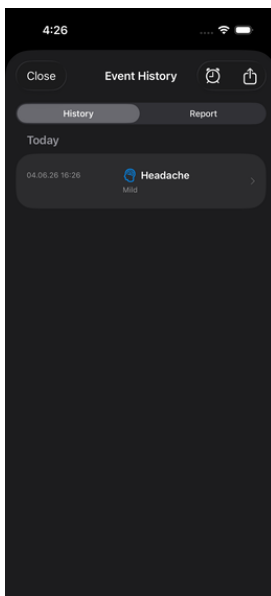 4:26
Close Event History
History Report
Today
04.06.26 16:26 Headache
Mild